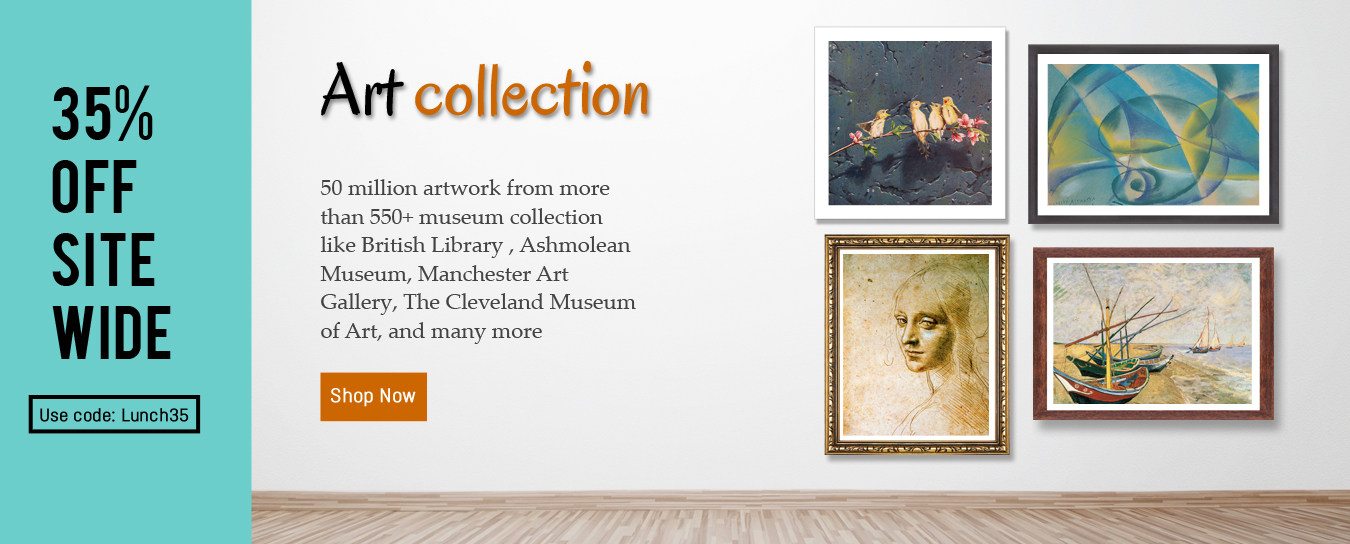 35%
OFF
SITE
WIDE
Use code: Lunch35
Art collection
50 million artwork from more
than 550+ museum collection
like British Library , Ashmolean
Museum, Manchester Art
Gallery, The Cleveland Museum
of Art, and many more
Shop Now